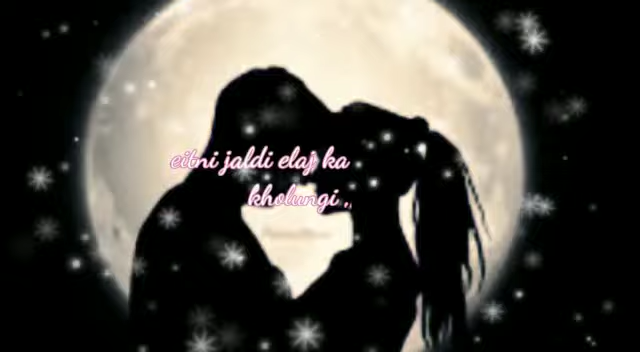 eitni jaldi elaj ka
kholungi .,